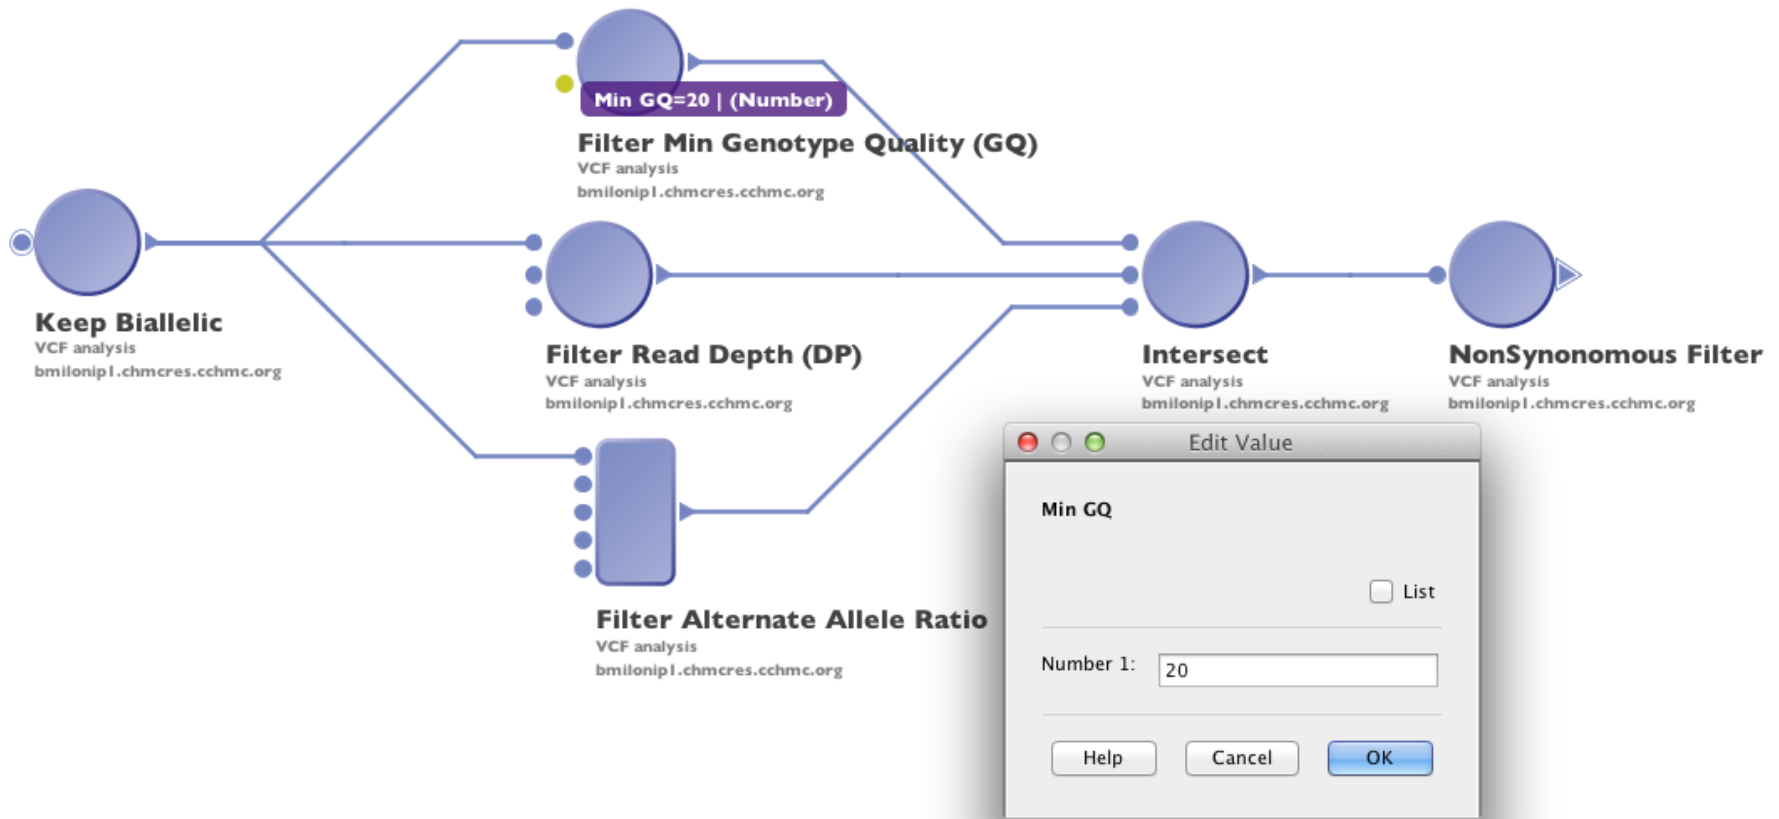 Min GQ=20 | (Number)
Filter Min Genotype Quality (GQ)
VCF analysis
bmilonip1.chmcres.cchmc.org
Keep Biallelic
VCF analysis
bmilonip1.chmcres.cchmc.org
Filter Read Depth (DP)
VCF analysis
bmilonip1.chmcres.cchmc.org
Intersect
VCF analysis
bmilonip1.chmcres.cchmc.org
NonSynonomous Filter
VCF analysis
bmilonip1.chmcres.cchmc.org
Filter Alternate Allele Ratio
VCF analysis
bmilonip1.chmcres.cchmc.org
Edit Value
Min GQ
List
Number 1: 20
Help Cancel OK